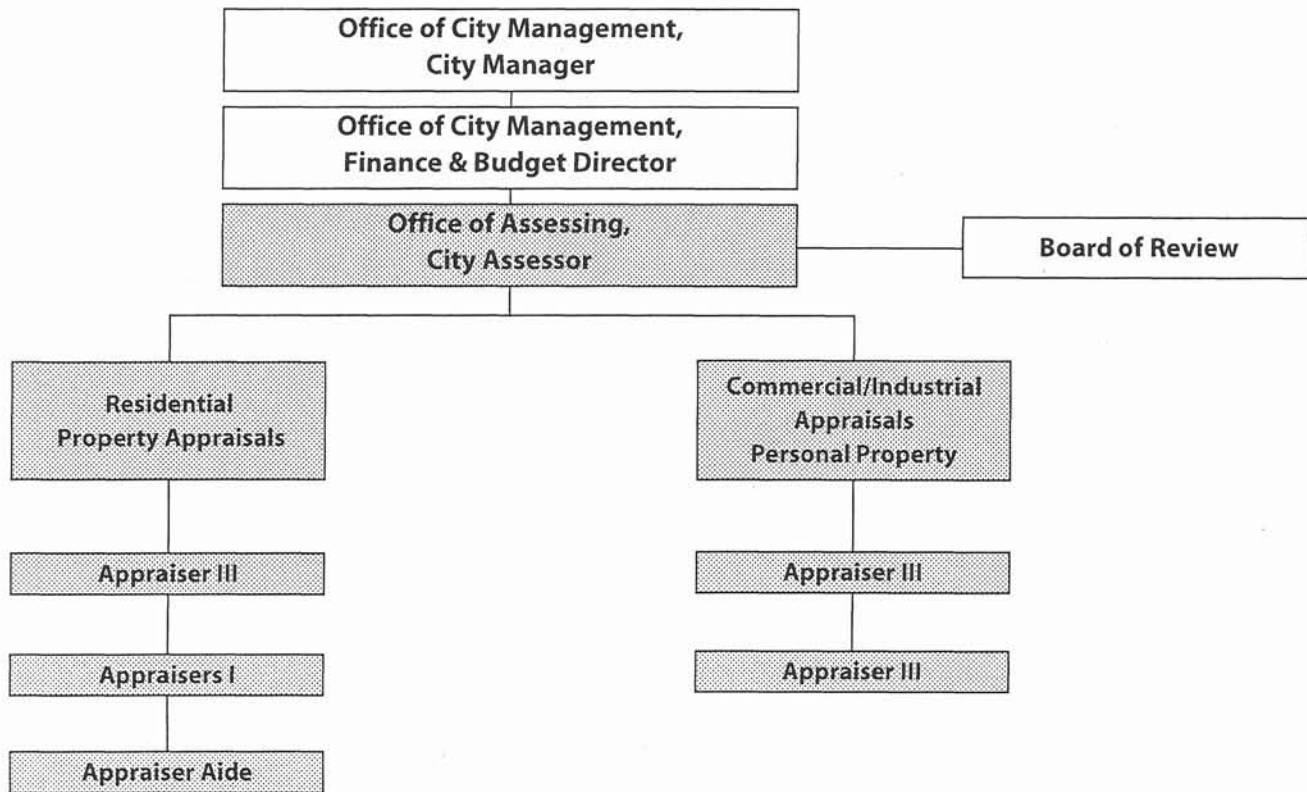 Office of City Management,
City Manager
Office of City Management,
Finance & Budget Director
Office of Assessing,
City Assessor
Board of Review
Residential
Property Appraisals
Commercial/Industrial
Appraisals
Personal Property
Appraiser III
Appraiser III
Appraisers I
Appraiser III
Appraiser Aide